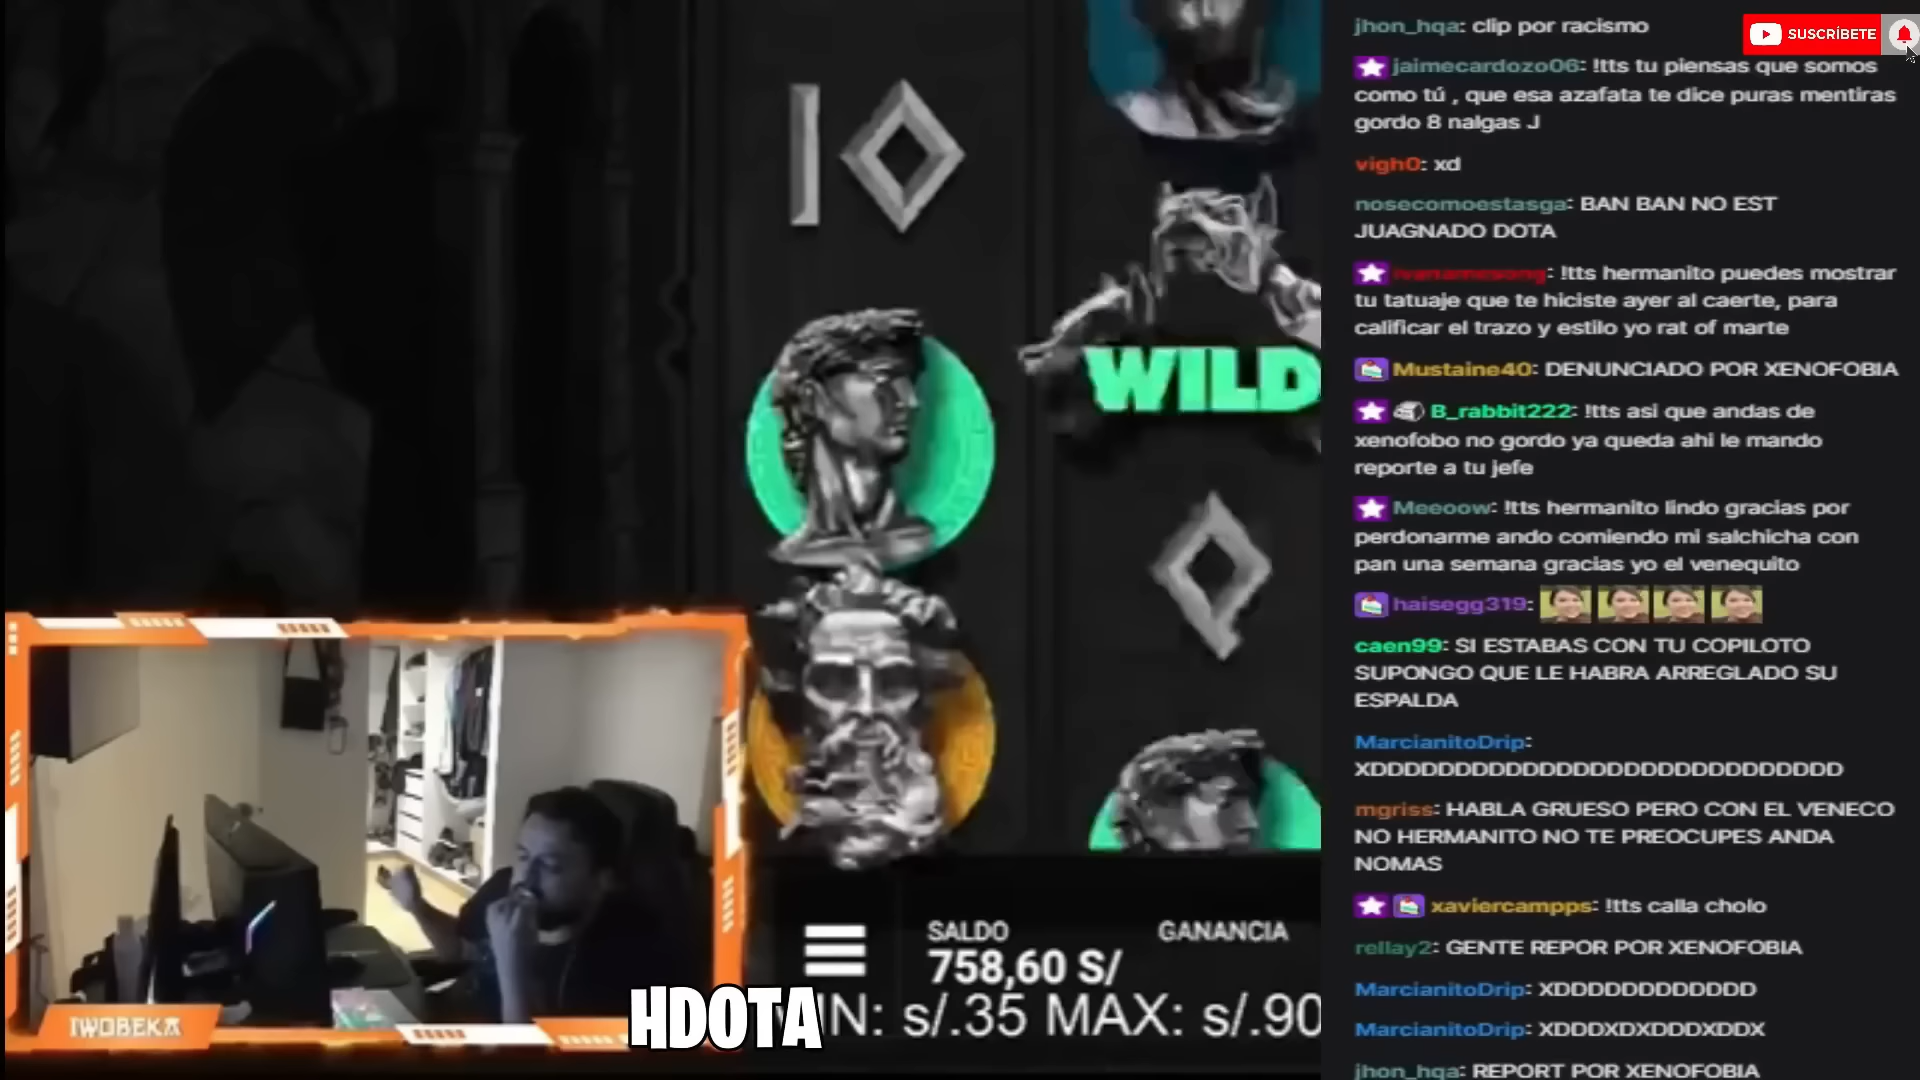 jhon_hqa: clip por racismo
SUSCRÍBETE
jaimecardozo06: !tts tu piensas que somos
como tú , que esa azafata te dice puras mentiras
gordo 8 nalgas J
vigh0: xd
nosecomoestasga: BAN BAN NO EST
JUAGNADO DOTA
ivanamesong: !tts hermanito puedes mostrar
tu tatuaje que te hiciste ayer al caerte, para
calificar el trazo y estilo yo rat of marte
Mustaine40: DENUNCIADO POR XENOFOBIA
B_rabbit222: !tts asi que andas de
xenofobo no gordo ya queda ahi le mando
reporte a tu jefe
Meeoow: !tts hermanito lindo gracias por
perdonarme ando comiendo mi salchicha con
pan una semana gracias yo el venequito
haisegg319:
caen99: SI ESTABAS CON TU COPILOTO
SUPONGO QUE LE HABRA ARREGLADO SU
ESPALDA
MarcianitoDrip:
XDDDDDDDDDDDDDDDDDDDDDDDDDDDD
mgriss: HABLA GRUESO PERO CON EL VENECO
NO HERMANITO NO TE PREOCUPES ANDA
NOMAS
xaviercampps: !tts calla cholo
rellay2: GENTE REPOR POR XENOFOBIA
MarcianitoDrip: XDDDDDDDDDDDD
MarcianitoDrip: XDDDXDXDDDXDDX
jhon_hqa: REPORT POR XENOFOBIA
10
WILD
Q
SALDO
GANANCIA
758,60 S/
IN: s/.35 MAX: s/.90
HDOTA
IWOBEKA